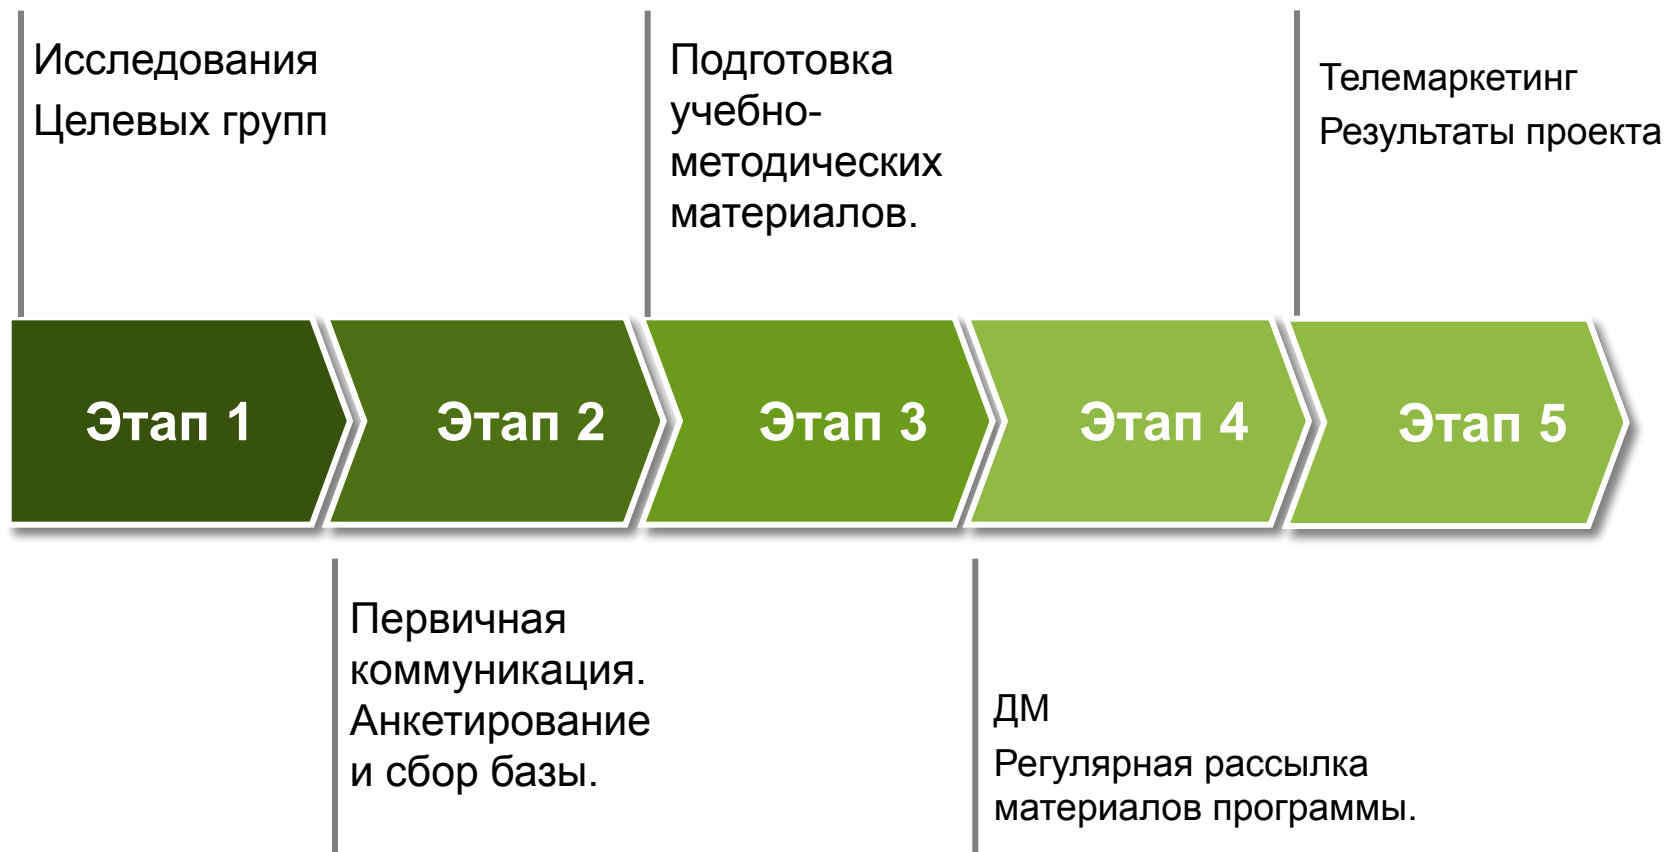 Исследования
Целевых групп
Подготовка
учебно-
методических
материалов.
Телемаркетинг
Результаты проекта
Этап 1
Этап 2
Этап 3
Этап 4
Этап 5
Первичная
коммуникация.
Анкетирование
и сбор базы.
ДМ
Регулярная рассылка
материалов программы.